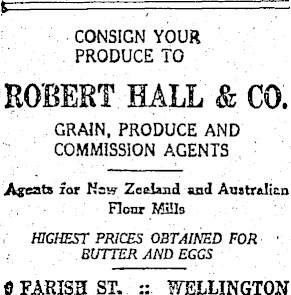 CONSIGN YOUR
PRODUCE TO
ROBERT HALL & CO.
GRAIN, PRODUCE AND
COMMISSION AGENTS
Agents for New Zealand and Australian
Flour Mills
HIGHEST PRICES OBTAINED FOR
BUTTER AND EGGS
9 FARISH ST. :: WELLINGTON